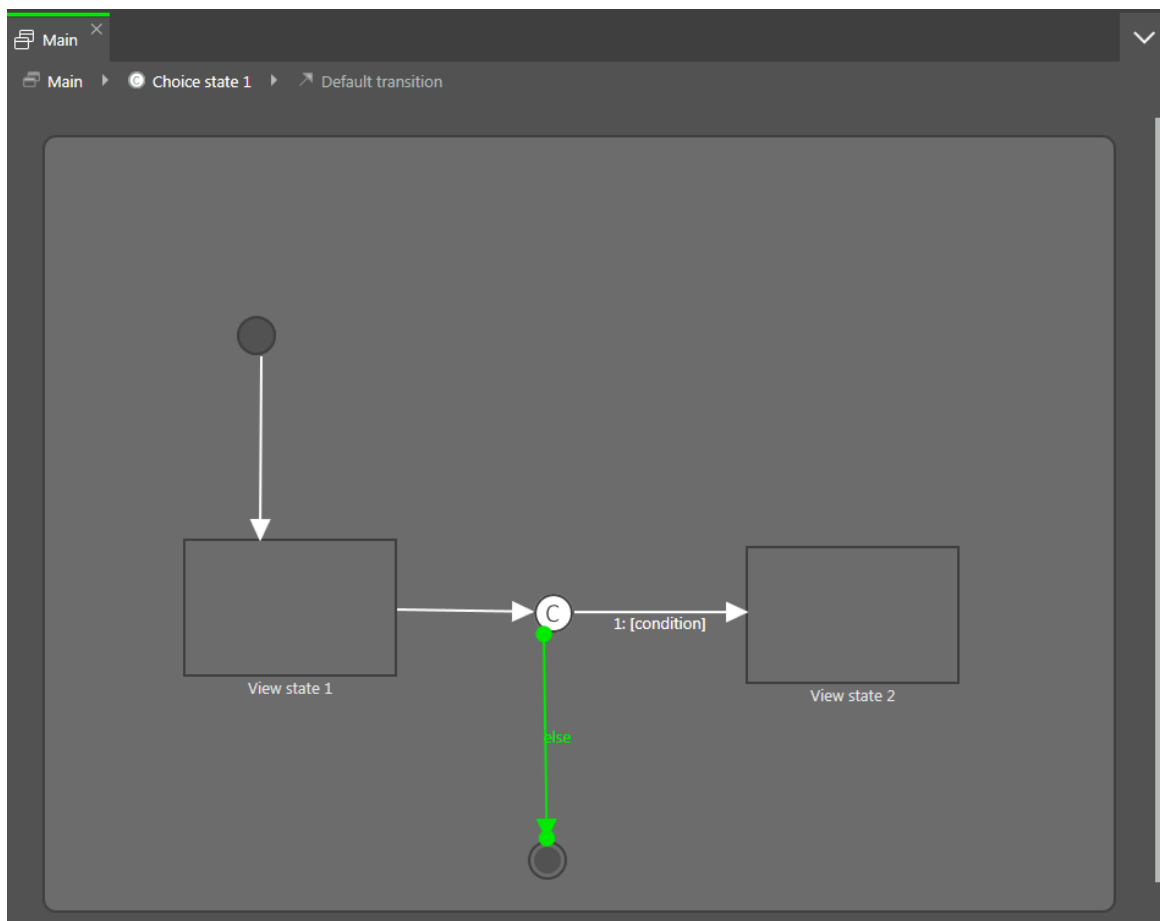 Main
Main Choice state 1 Default transition
C
1: [condition]
View state 1
View state 2
else